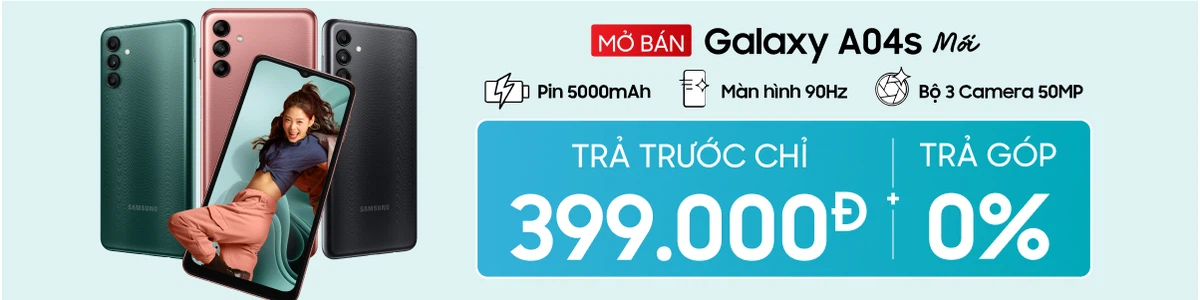 MỞ BÁN Galaxy A04s Mới
Pin 5000mAh Màn hình 90Hz Bộ 3 Camera 50MP
TRẢ TRƯỚC CHỈ
399.000Đ
+
TRẢ GÓP
0%
SAMSUNG
SAMSUNG